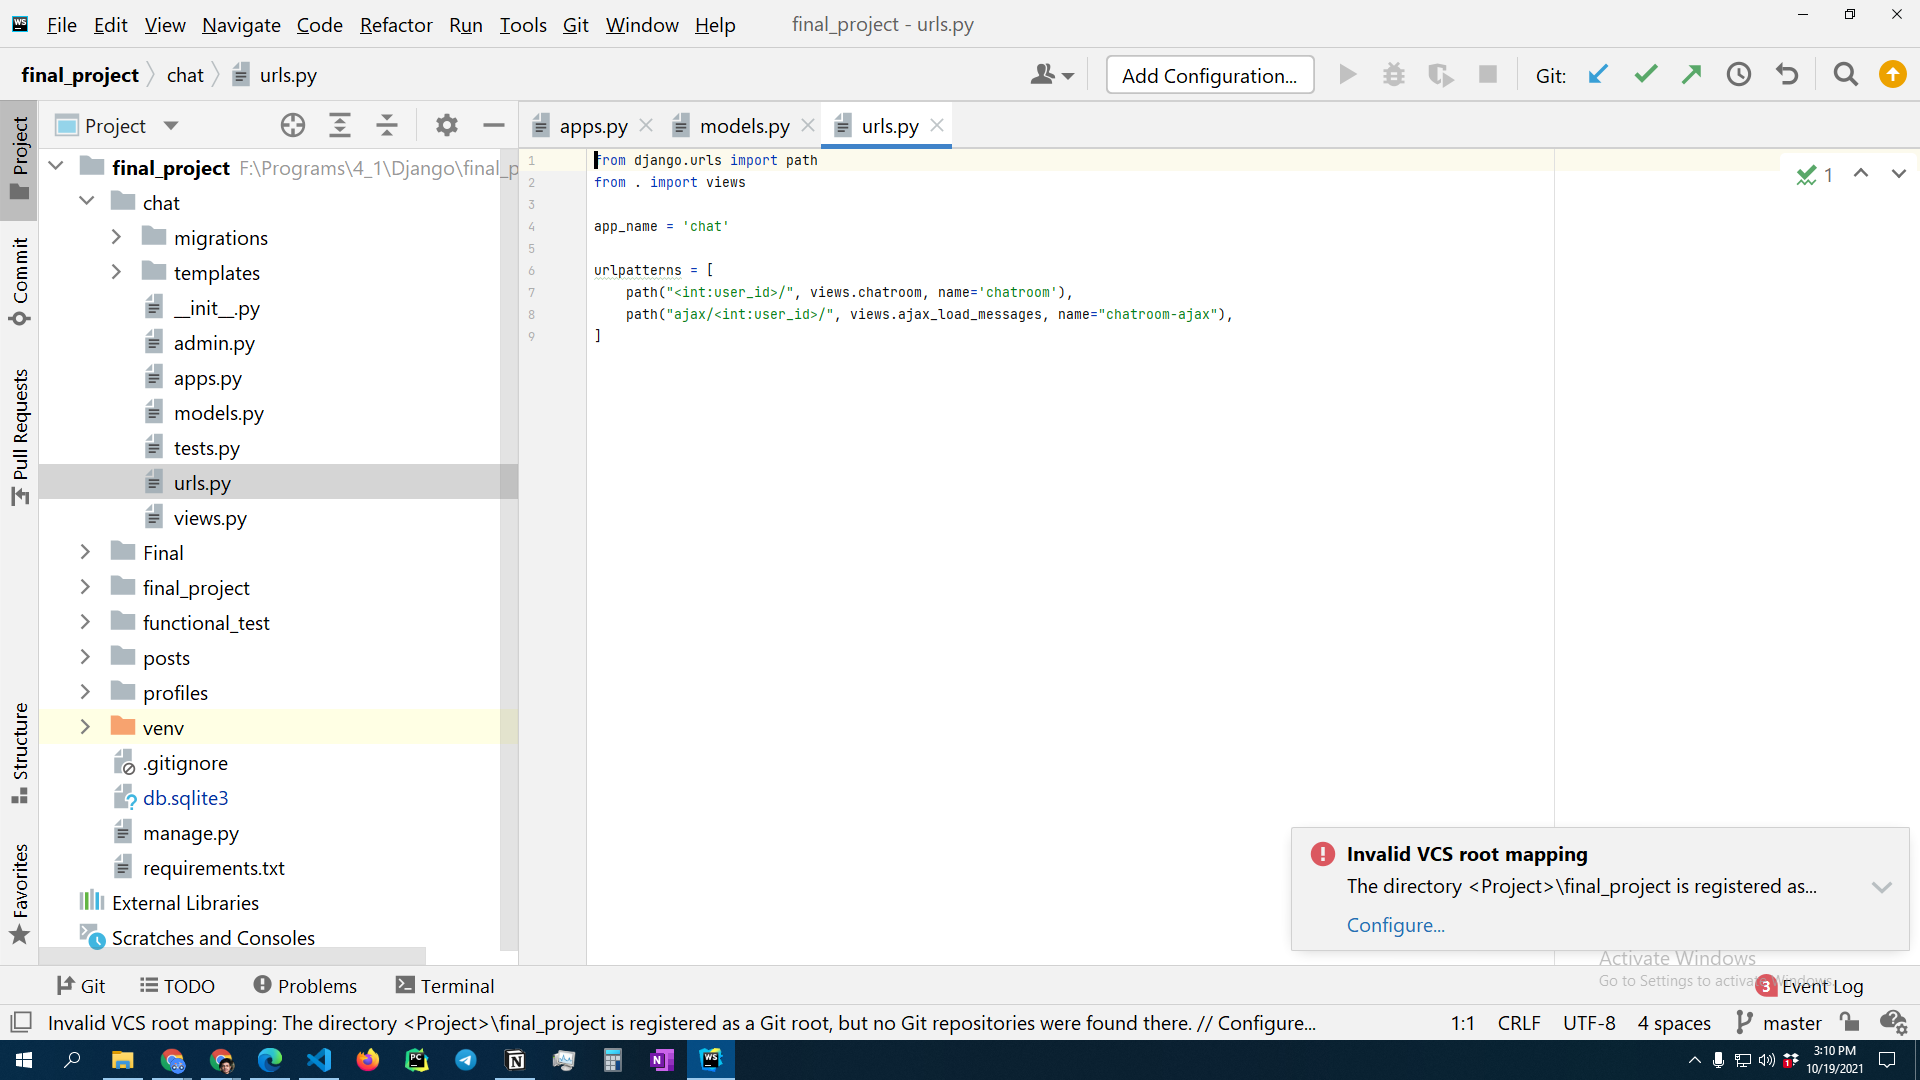 File Edit View Navigate Code Refactor Run Tools Git Window Help final_project - urls.py
final_project chat urls.py Add Configuration... Git:
Project
apps.py models.py urls.py
Project
Commit
Pull Requests
Structure
Favorites
final_project F:\Programs\4_1\Django\final_p
chat
migrations
templates
__init__.py
admin.py
apps.py
models.py
tests.py
urls.py
views.py
Final
final_project
functional_test
posts
profiles
venv
.gitignore
db.sqlite3
manage.py
requirements.txt
External Libraries
Scratches and Consoles
1 from django.urls import path
2 from . import views
3
4 app_name = 'chat'
5
6 urlpatterns = [
7 path("<int:user_id>/", views.chatroom, name='chatroom'),
8 path("ajax/<int:user_id>/", views.ajax_load_messages, name="chatroom-ajax"),
9 ]
1
Invalid VCS root mapping
The directory <Project>\final_project is registered as...
Configure...
Activate Windows
Go to Settings to activate Windows.
Git TODO Problems Terminal 3 Event Log
Invalid VCS root mapping: The directory <Project>\final_project is registered as a Git root, but no Git repositories were found there. // Configure... 1:1 CRLF UTF-8 4 spaces master
3:10 PM
10/19/2021